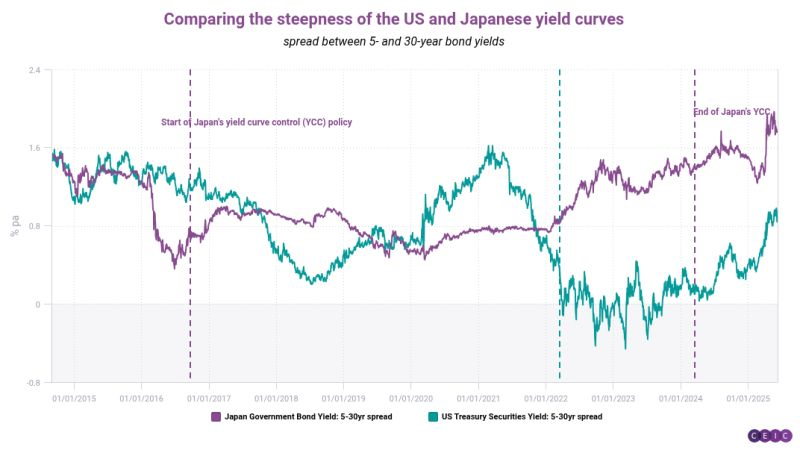 Comparing the steepness of the US and Japanese yield curves
spread between 5- and 30-year bond yields
2.4
End of Japan's YCC
Start of Japan's yield curve control (YCC) policy
1.6
% pa
0.8
0
-0.8
01/01/2015 01/01/2016 01/01/2017 01/01/2018 01/01/2019 01/01/2020 01/01/2021 01/01/2022 01/01/2023 01/01/2024 01/01/2025
Japan Government Bond Yield: 5-30yr spread US Treasury Securities Yield: 5-30yr spread
CEIC